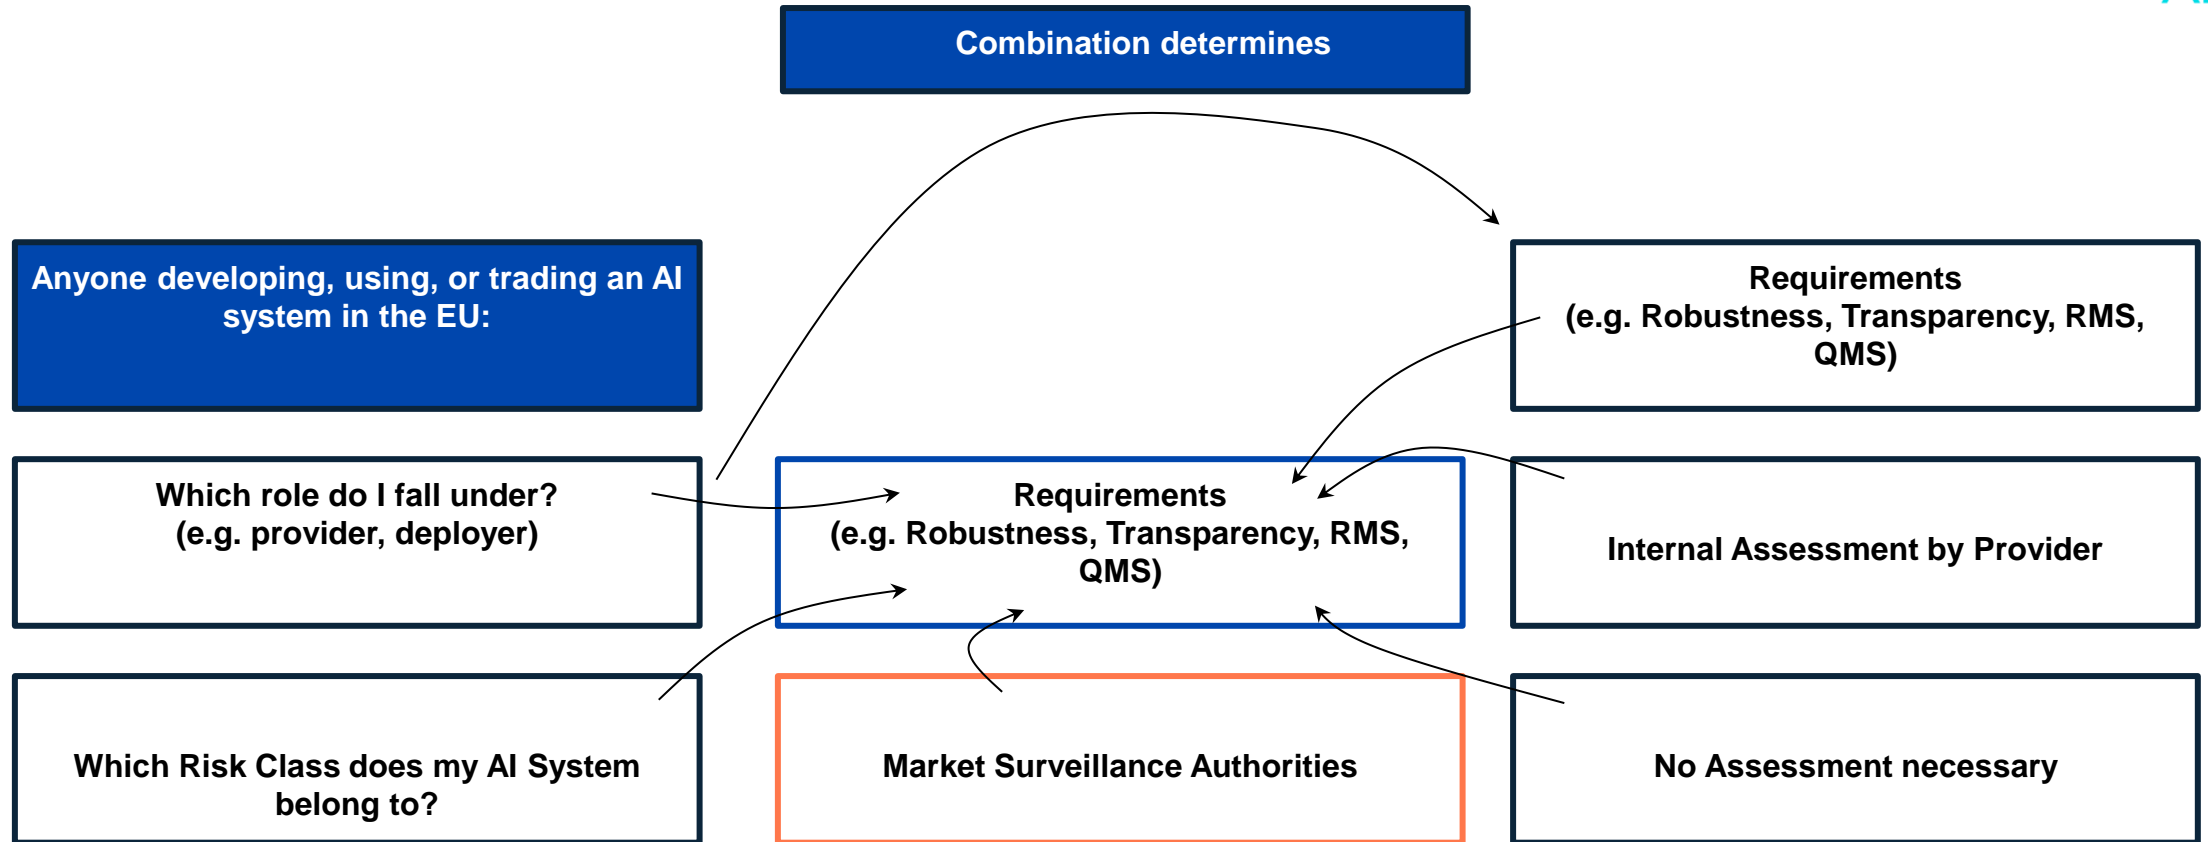 Combination determines
Anyone developing, using, or trading an AI
system in the EU:
Requirements
(e.g. Robustness, Transparency, RMS,
QMS)
Which role do I fall under?
(e.g. provider, deployer)
Requirements
(e.g. Robustness, Transparency, RMS,
QMS)
Internal Assessment by Provider
Which Risk Class does my AI System
belong to?
Market Surveillance Authorities
No Assessment necessary